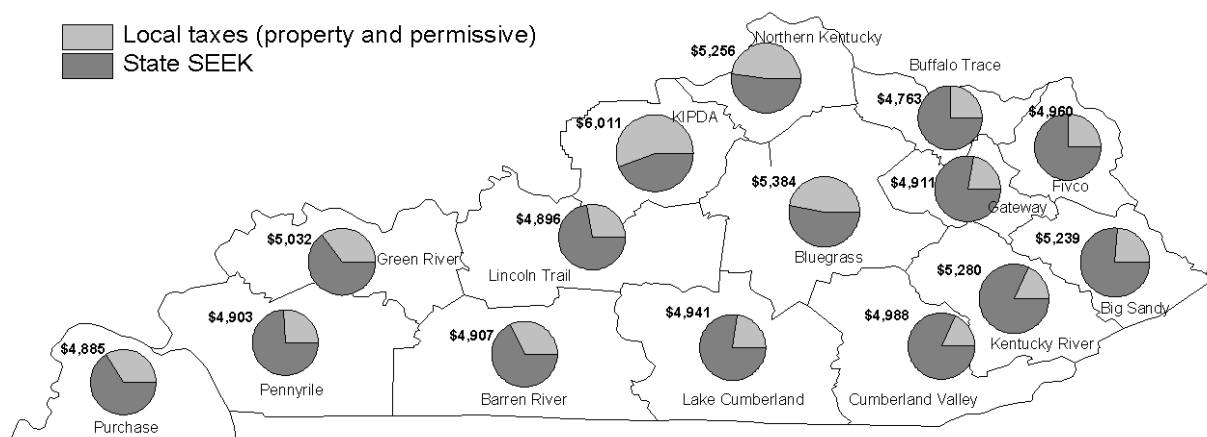 Local taxes (property and permissive)
State SEEK
Northern Kentucky
$5,256
Buffalo Trace
$4,763
$4,960
Fivco
KIPDA
$6,011
$4,911
Gateway
$5,384
Bluegrass
$4,896
Lincoln Trail
$5,032
Green River
$5,239
Big Sandy
$5,280
Kentucky River
$4,903
Pennyrile
$4,907
Barren River
$4,941
Lake Cumberland
$4,988
Cumberland Valley
$4,885
Purchase